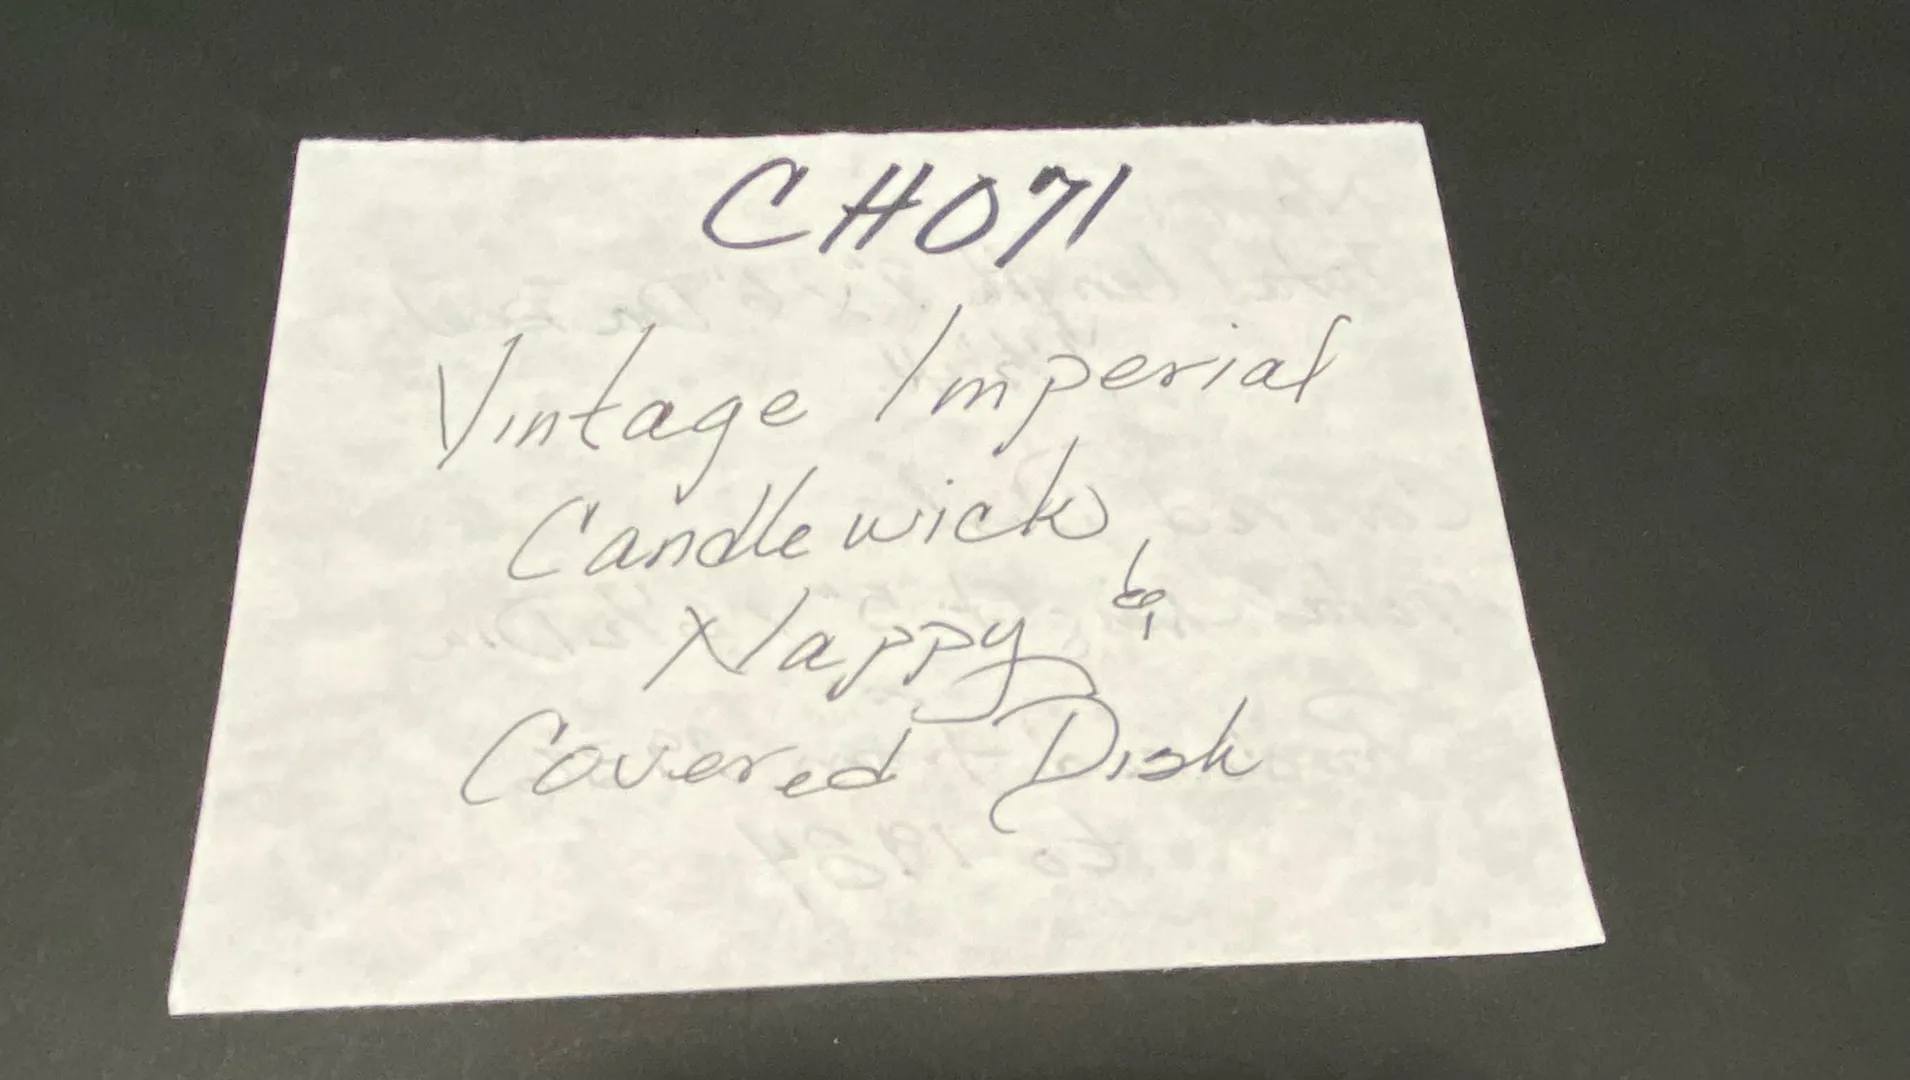 CH071
Vintage Imperial
Candlewick
Nappy &
Covered Dish